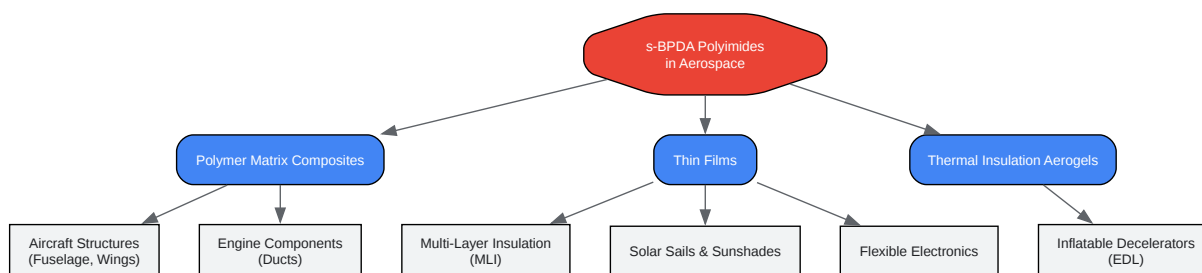 s-BPDA Polyimides
in Aerospace
Polymer Matrix Composites
Thin Films
Thermal Insulation Aerogels
Aircraft Structures
(Fuselage, Wings)
Engine Components
(Ducts)
Multi-Layer Insulation
(MLI)
Solar Sails & Sunshades
Flexible Electronics
Inflatable Decelerators
(EDL)